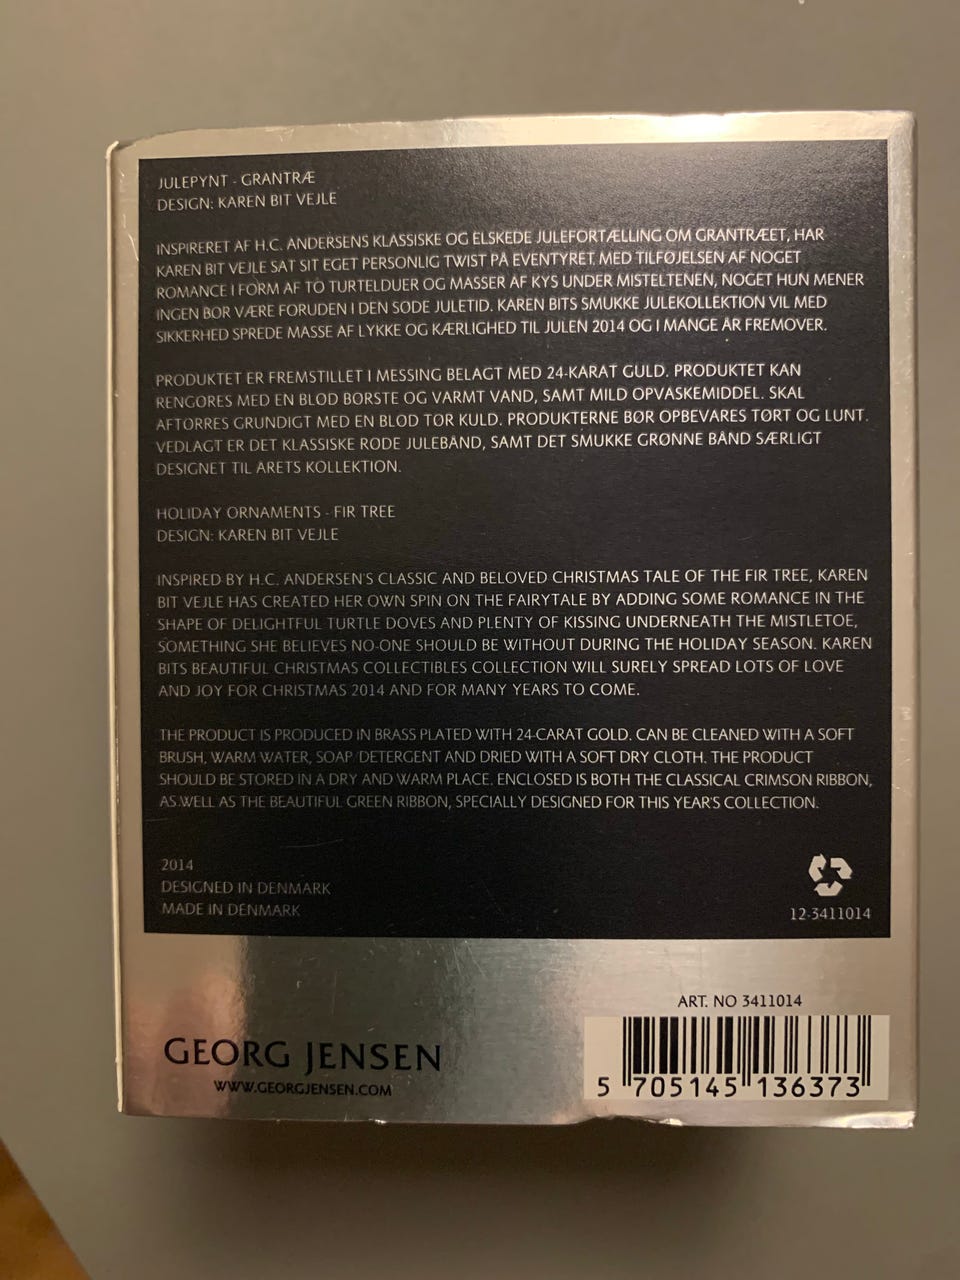 JULEPYNT - GRANTRÆ
DESIGN: KAREN BIT VEJLE
INSPIRERET AF H.C. ANDERSENS KLASSISKE OG ELSKEDE JULEFORTÆLLING OM GRANTRÆET, HAR
KAREN BIT VEJLE SAT SIT EGET PERSONLIG TWIST PÅ EVENTYRET, MED TILFØJELSEN AF NOGET
ROMANCE I FORM AF TO TURTELDUER OG MASSER AF KYS UNDER MISTELTENEN, NOGET HUN MENER
INGEN BØR VÆRE FORUDEN I DEN SØDE JULETID. KAREN BITS SMUKKE JULEKOLLEKTION VIL MED
SIKKERHED SPREDE MASSE AF LYKKE OG KÆRLIGHED TIL JULEN 2014 OG I MANGE ÅR FREMOVER.
PRODUKTET ER FREMSTILLET I MESSING BELAGT MED 24-KARAT GULD. PRODUKTET KAN
RENGØRES MED EN BLØD BØRSTE OG VARMT VAND, SAMT MILD OPVASKEMIDDEL. SKAL
AFTØRRES GRUNDIGT MED EN BLØD TØR KULD. PRODUKTERNE BØR OPBEVARES TØRT OG LUNT.
VEDLAGT ER DET KLASSISKE RØDE JULEBÅND, SAMT DET SMUKKE GRØNNE BÅND SÆRLIGT
DESIGNET TIL ÅRETS KOLLEKTION.
HOLIDAY ORNAMENTS - FIR TREE
DESIGN: KAREN BIT VEJLE
INSPIRED BY H.C. ANDERSEN'S CLASSIC AND BELOVED CHRISTMAS TALE OF THE FIR TREE, KAREN
BIT VEJLE HAS CREATED HER OWN SPIN ON THE FAIRYTALE BY ADDING SOME ROMANCE IN THE
SHAPE OF DELIGHTFUL TURTLE DOVES AND PLENTY OF KISSING UNDERNEATH THE MISTLETOE,
SOMETHING SHE BELIEVES NO-ONE SHOULD BE WITHOUT DURING THE HOLIDAY SEASON. KAREN
BITS BEAUTIFUL CHRISTMAS COLLECTIBLES COLLECTION WILL SURELY SPREAD LOTS OF LOVE
AND JOY FOR CHRISTMAS 2014 AND FOR MANY YEARS TO COME.
THE PRODUCT IS PRODUCED IN BRASS PLATED WITH 24-CARAT GOLD. CAN BE CLEANED WITH A SOFT
BRUSH, WARM WATER, SOAP/DETERGENT AND DRIED WITH A SOFT DRY CLOTH. THE PRODUCT
SHOULD BE STORED IN A DRY AND WARM PLACE. ENCLOSED IS BOTH THE CLASSICAL CRIMSON RIBBON,
AS WELL AS THE BEAUTIFUL GREEN RIBBON, SPECIALLY DESIGNED FOR THIS YEAR'S COLLECTION.
2014
DESIGNED IN DENMARK
MADE IN DENMARK
12-3411014
ART. NO 3411014
GEORG JENSEN
WWW.GEORGJENSEN.COM
5 705145 136373